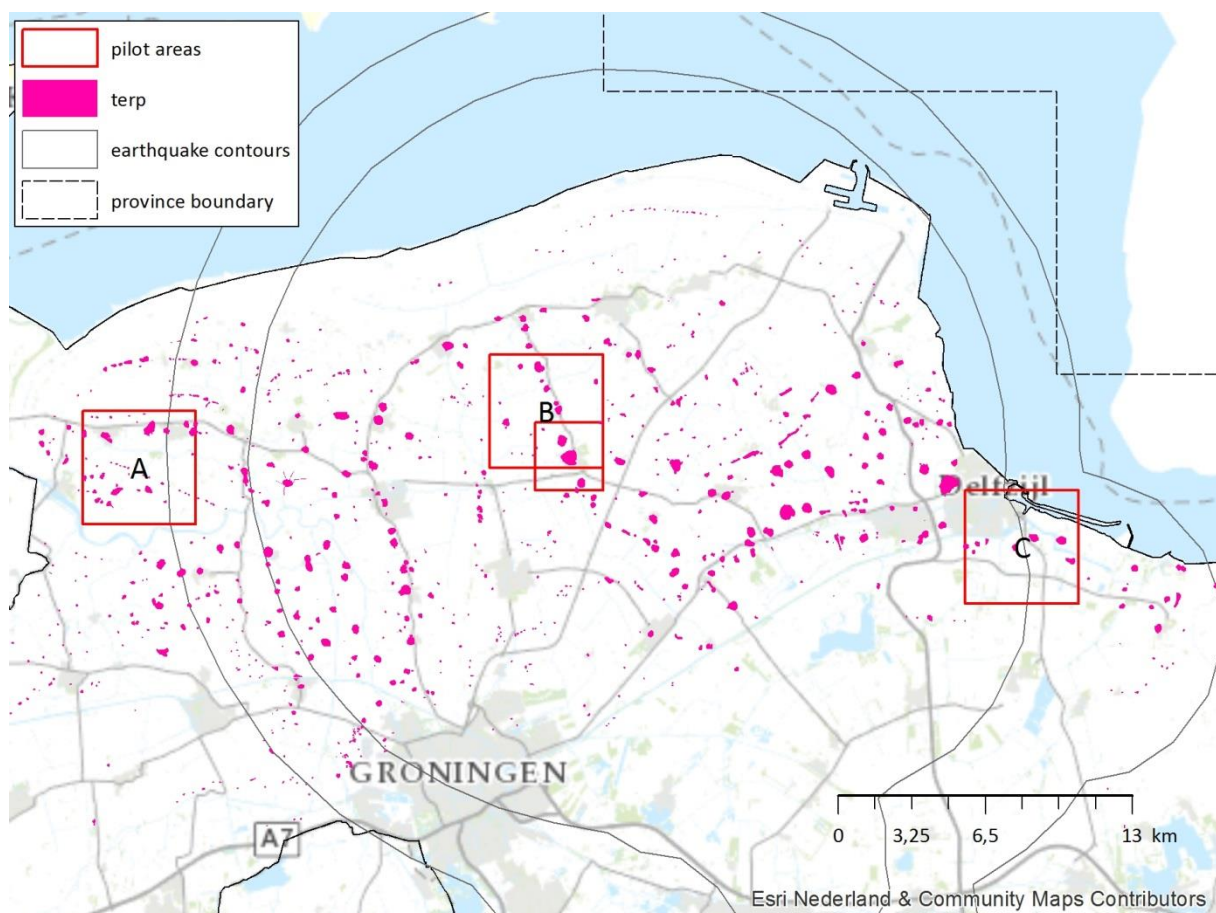 pilot areas
terp
earthquake contours
province boundary
B
A
Delfzijl
C
GRONINGEN
A7
0 3,25 6,5 13 km
Esri Nederland & Community Maps Contributors